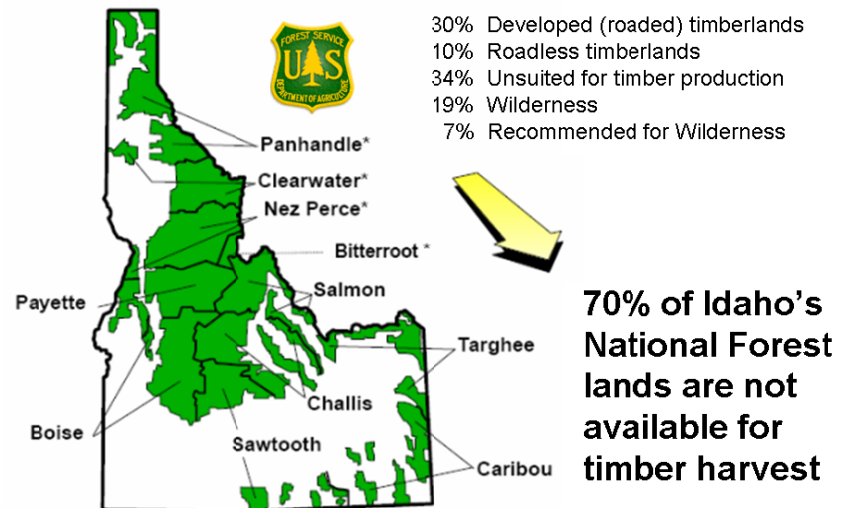 30% Developed (roaded) timberlands
10% Roadless timberlands
34% Unsuited for timber production
19% Wilderness
7% Recommended for Wilderness
FOREST SERVICE
U S
DEPARTMENT OF AGRICULTURE
Panhandle*
Clearwater*
Nez Perce*
Bitterroot *
Payette
Salmon
Targhee
Challis
Boise
Sawtooth
Caribou
70% of Idaho’s
National Forest
lands are not
available for
timber harvest